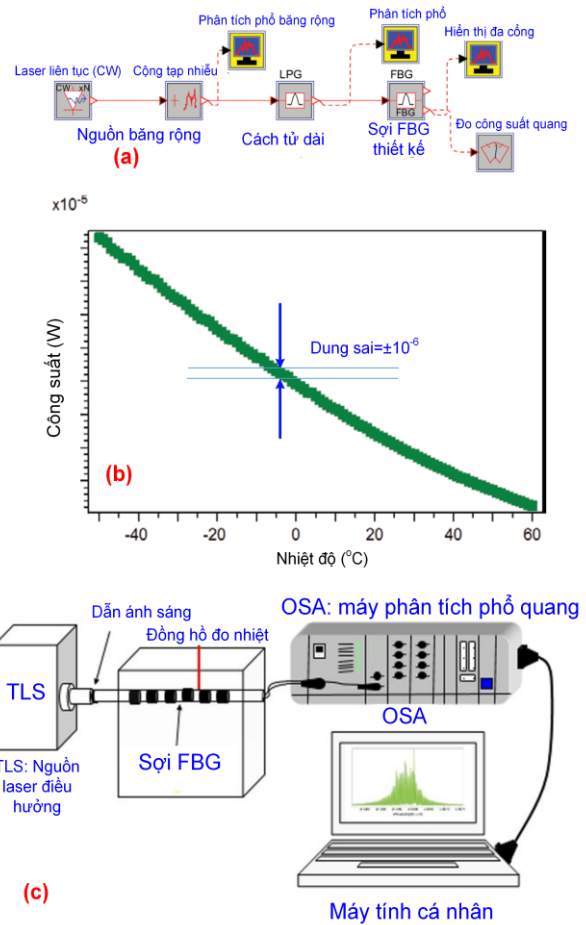 (a)
Phân tích phổ băng rộng
Phân tích phổ
Hiển thị đa cổng
Laser liên tục (CW)
Cộng tạp nhiễu
LPG
FBG
CW
xN
FBG
Đo công suất quang
Nguồn băng rộng
Cách tử dài
Sợi FBG
thiết kế
x10⁻⁵
Công suất (W)
Dung sai=±10⁻⁶
(b)
-40 -20 0 20 40 60
Nhiệt độ (°C)
Dẫn ánh sáng
Đồng hồ đo nhiệt
OSA: máy phân tích phổ quang
TLS
Sợi FBG
OSA
TLS: Nguồn
laser điều
hưởng
(c)
Máy tính cá nhân